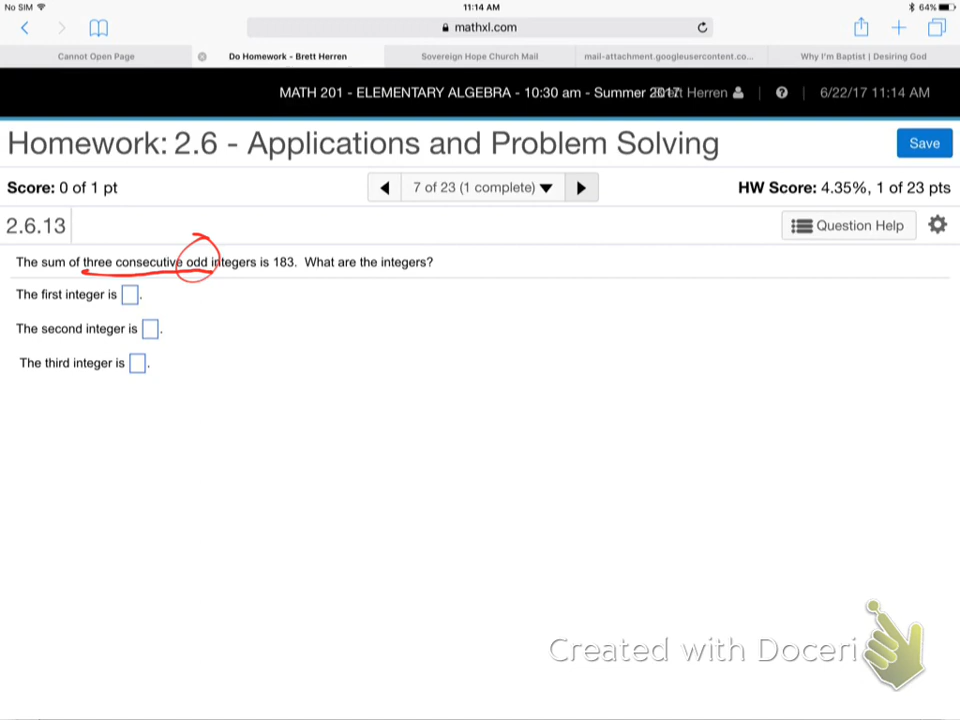 No SIM 11:14 AM 64%
mathxl.com
Cannot Open Page Do Homework - Brett Herren Sovereign Hope Church Mail mail-attachment.googleusercontent.co... Why I'm Baptist | Desiring God
MATH 201 - ELEMENTARY ALGEBRA - 10:30 am - Summer 2017 Herren | ? | 6/22/17 11:14 AM
Homework: 2.6 - Applications and Problem Solving Save
Score: 0 of 1 pt 7 of 23 (1 complete) HW Score: 4.35%, 1 of 23 pts
2.6.13 Question Help
The sum of three consecutive odd integers is 183. What are the integers?
The first integer is .
The second integer is .
The third integer is .
Created with Doceri